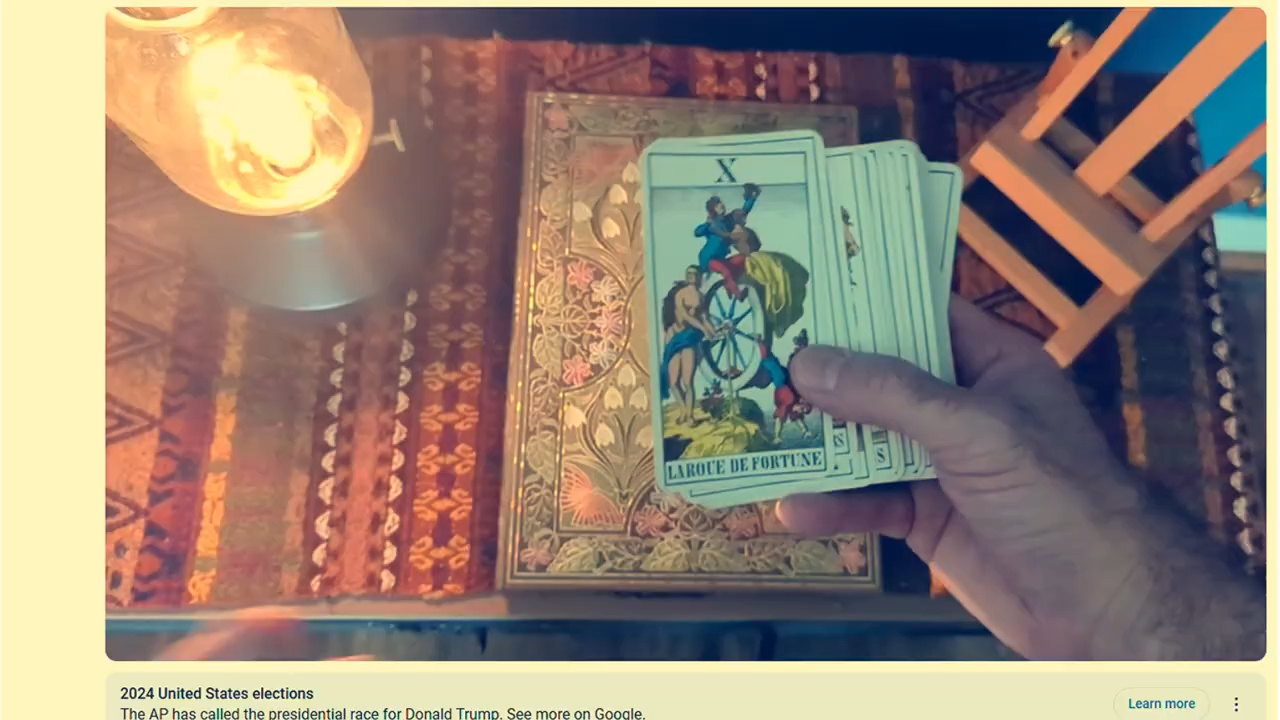 X
LAROUE DE FORTUNE
S
S
2024 United States elections
The AP has called the presidential race for Donald Trump. See more on Google.
Learn more